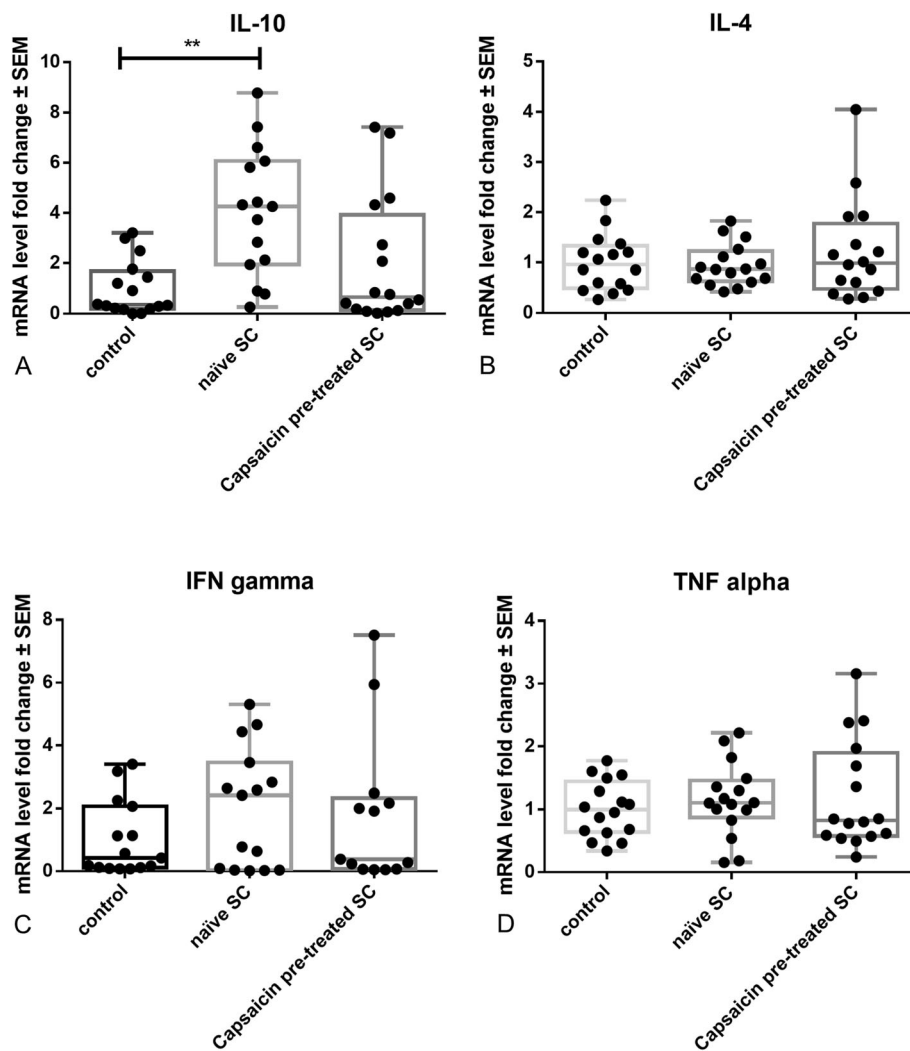 IL-10
**
mRNA level fold change ± SEM
10
8
6
4
2
0
control
naïve SC
Capsaicin pre-treated SC
A
IL-4
mRNA level fold change ± SEM
5
4
3
2
1
0
control
naïve SC
Capsaicin pre-treated SC
B
IFN gamma
mRNA level fold change ± SEM
8
6
4
2
0
control
naïve SC
Capsaicin pre-treated SC
C
TNF alpha
mRNA level fold change ± SEM
4
3
2
1
0
control
naïve SC
Capsaicin pre-treated SC
D